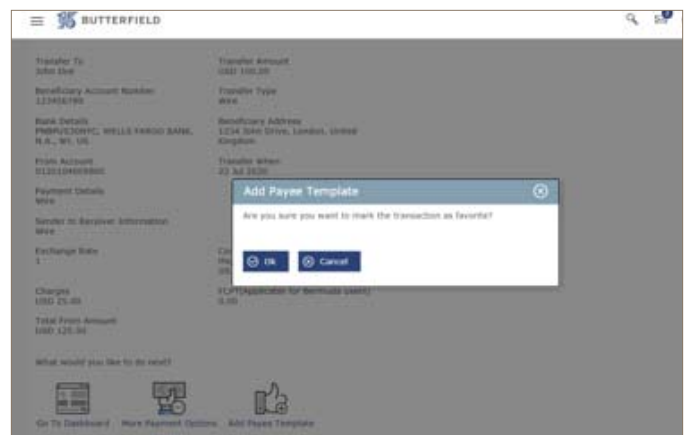 BUTTERFIELD
Transfer To
John Doe
Transfer Amount
USD 100.00
Beneficiary Account Number
123456789
Transfer Type
Wire
Bank Details
Beneficiary Address
WELLS FARGO BANK,
1234 John Drive, London, United
N.A., NY, US
Kingdom
From Account
Transfer When
22 Jul 2020
Payment Details
Wire
Add Payee Template
Are you sure you want to mark the transaction as favorite?
Sender to Receiver Information
Wire
Exchange Rate
1
Ok
Cancel
Charges
USD 25.00
FCPT(Applicable for Bermuda users)
0.00
Total From Amount
USD 125.00
What would you like to do next?
Go To Dashboard
More Payment Options
Add Payee Template